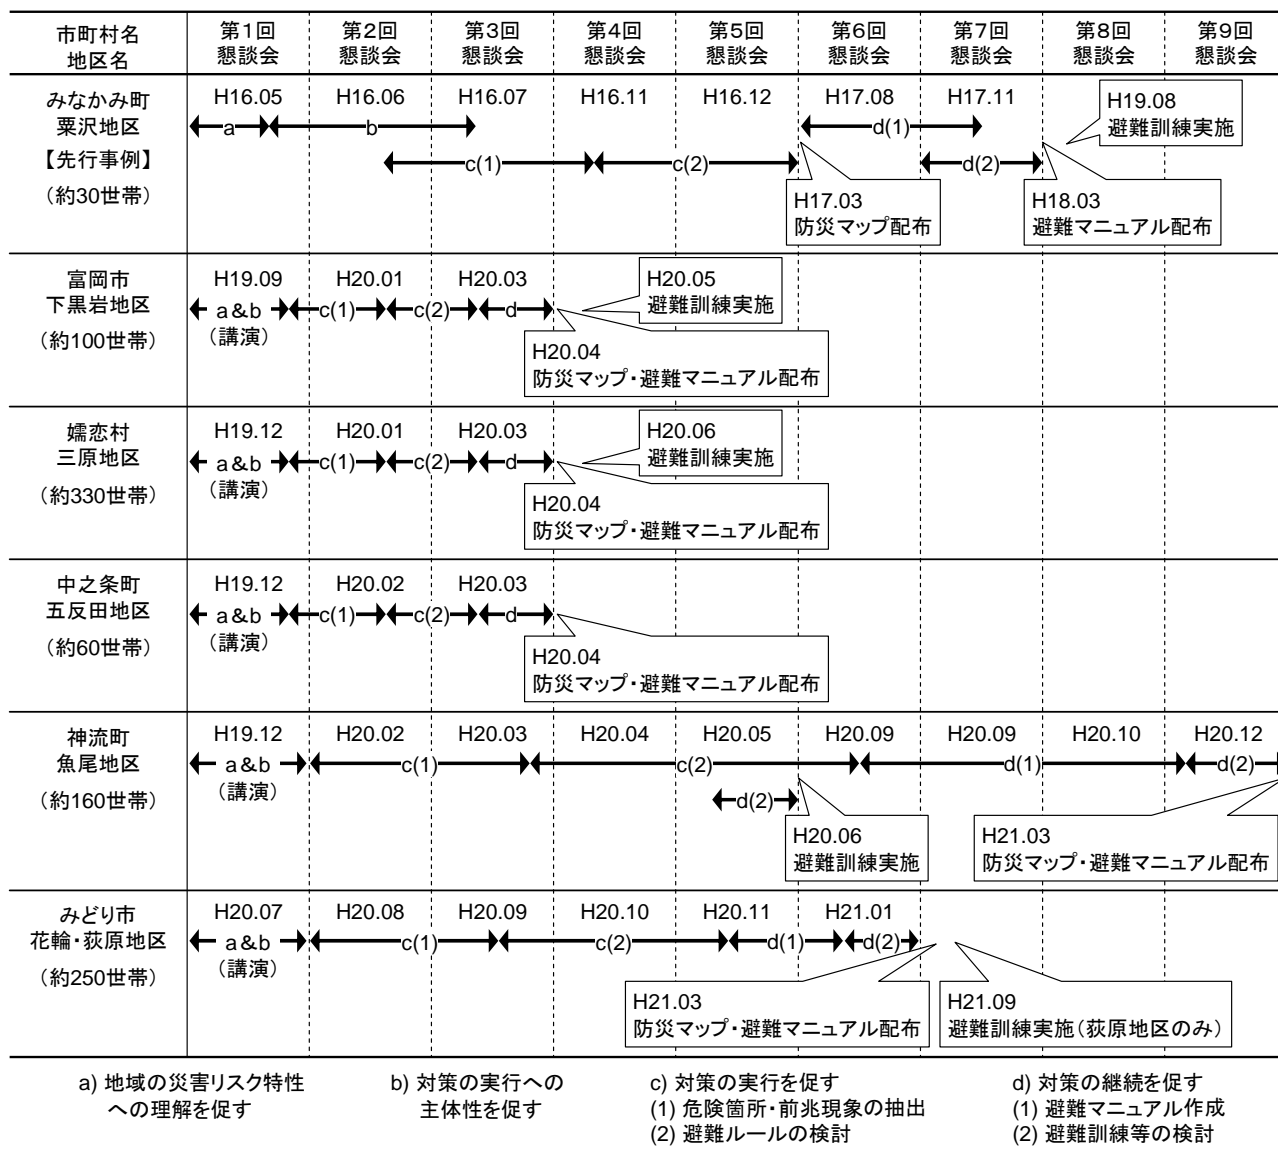 市町村名
地区名
第1回
懇談会
第2回
懇談会
第3回
懇談会
第4回
懇談会
第5回
懇談会
第6回
懇談会
第7回
懇談会
第8回
懇談会
第9回
懇談会
みなかみ町
粟沢地区
【先行事例】
（約30世帯）
H16.05
H16.06
H16.07
H16.11
H16.12
H17.08
H17.11
a
b
d(1)
c(1)
c(2)
d(2)
H19.08
避難訓練実施
H17.03
防災マップ配布
H18.03
避難マニュアル配布
富岡市
下黒岩地区
（約100世帯）
H19.09
H20.01
H20.03
a&b
（講演）
c(1)
c(2)
d
H20.05
避難訓練実施
H20.04
防災マップ・避難マニュアル配布
嬬恋村
三原地区
（約330世帯）
H19.12
H20.01
H20.03
a&b
（講演）
c(1)
c(2)
d
H20.06
避難訓練実施
H20.04
防災マップ・避難マニュアル配布
中之条町
五反田地区
（約60世帯）
H19.12
H20.02
H20.03
a&b
（講演）
c(1)
c(2)
d
H20.04
防災マップ・避難マニュアル配布
神流町
魚尾地区
（約160世帯）
H19.12
H20.02
H20.03
H20.04
H20.05
H20.09
H20.09
H20.10
H20.12
a&b
（講演）
c(1)
c(2)
d(1)
d(2)
d(2)
H20.06
避難訓練実施
H21.03
防災マップ・避難マニュアル配布
みどり市
花輪・荻原地区
（約250世帯）
H20.07
H20.08
H20.09
H20.10
H20.11
H21.01
a&b
（講演）
c(1)
c(2)
d(1)
d(2)
H21.03
防災マップ・避難マニュアル配布
H21.09
避難訓練実施（荻原地区のみ）
a) 地域の災害リスク特性
への理解を促す
b) 対策の実行への
主体性を促す
c) 対策の実行を促す
(1) 危険箇所・前兆現象の抽出
(2) 避難ルールの検討
d) 対策の継続を促す
(1) 避難マニュアル作成
(2) 避難訓練等の検討